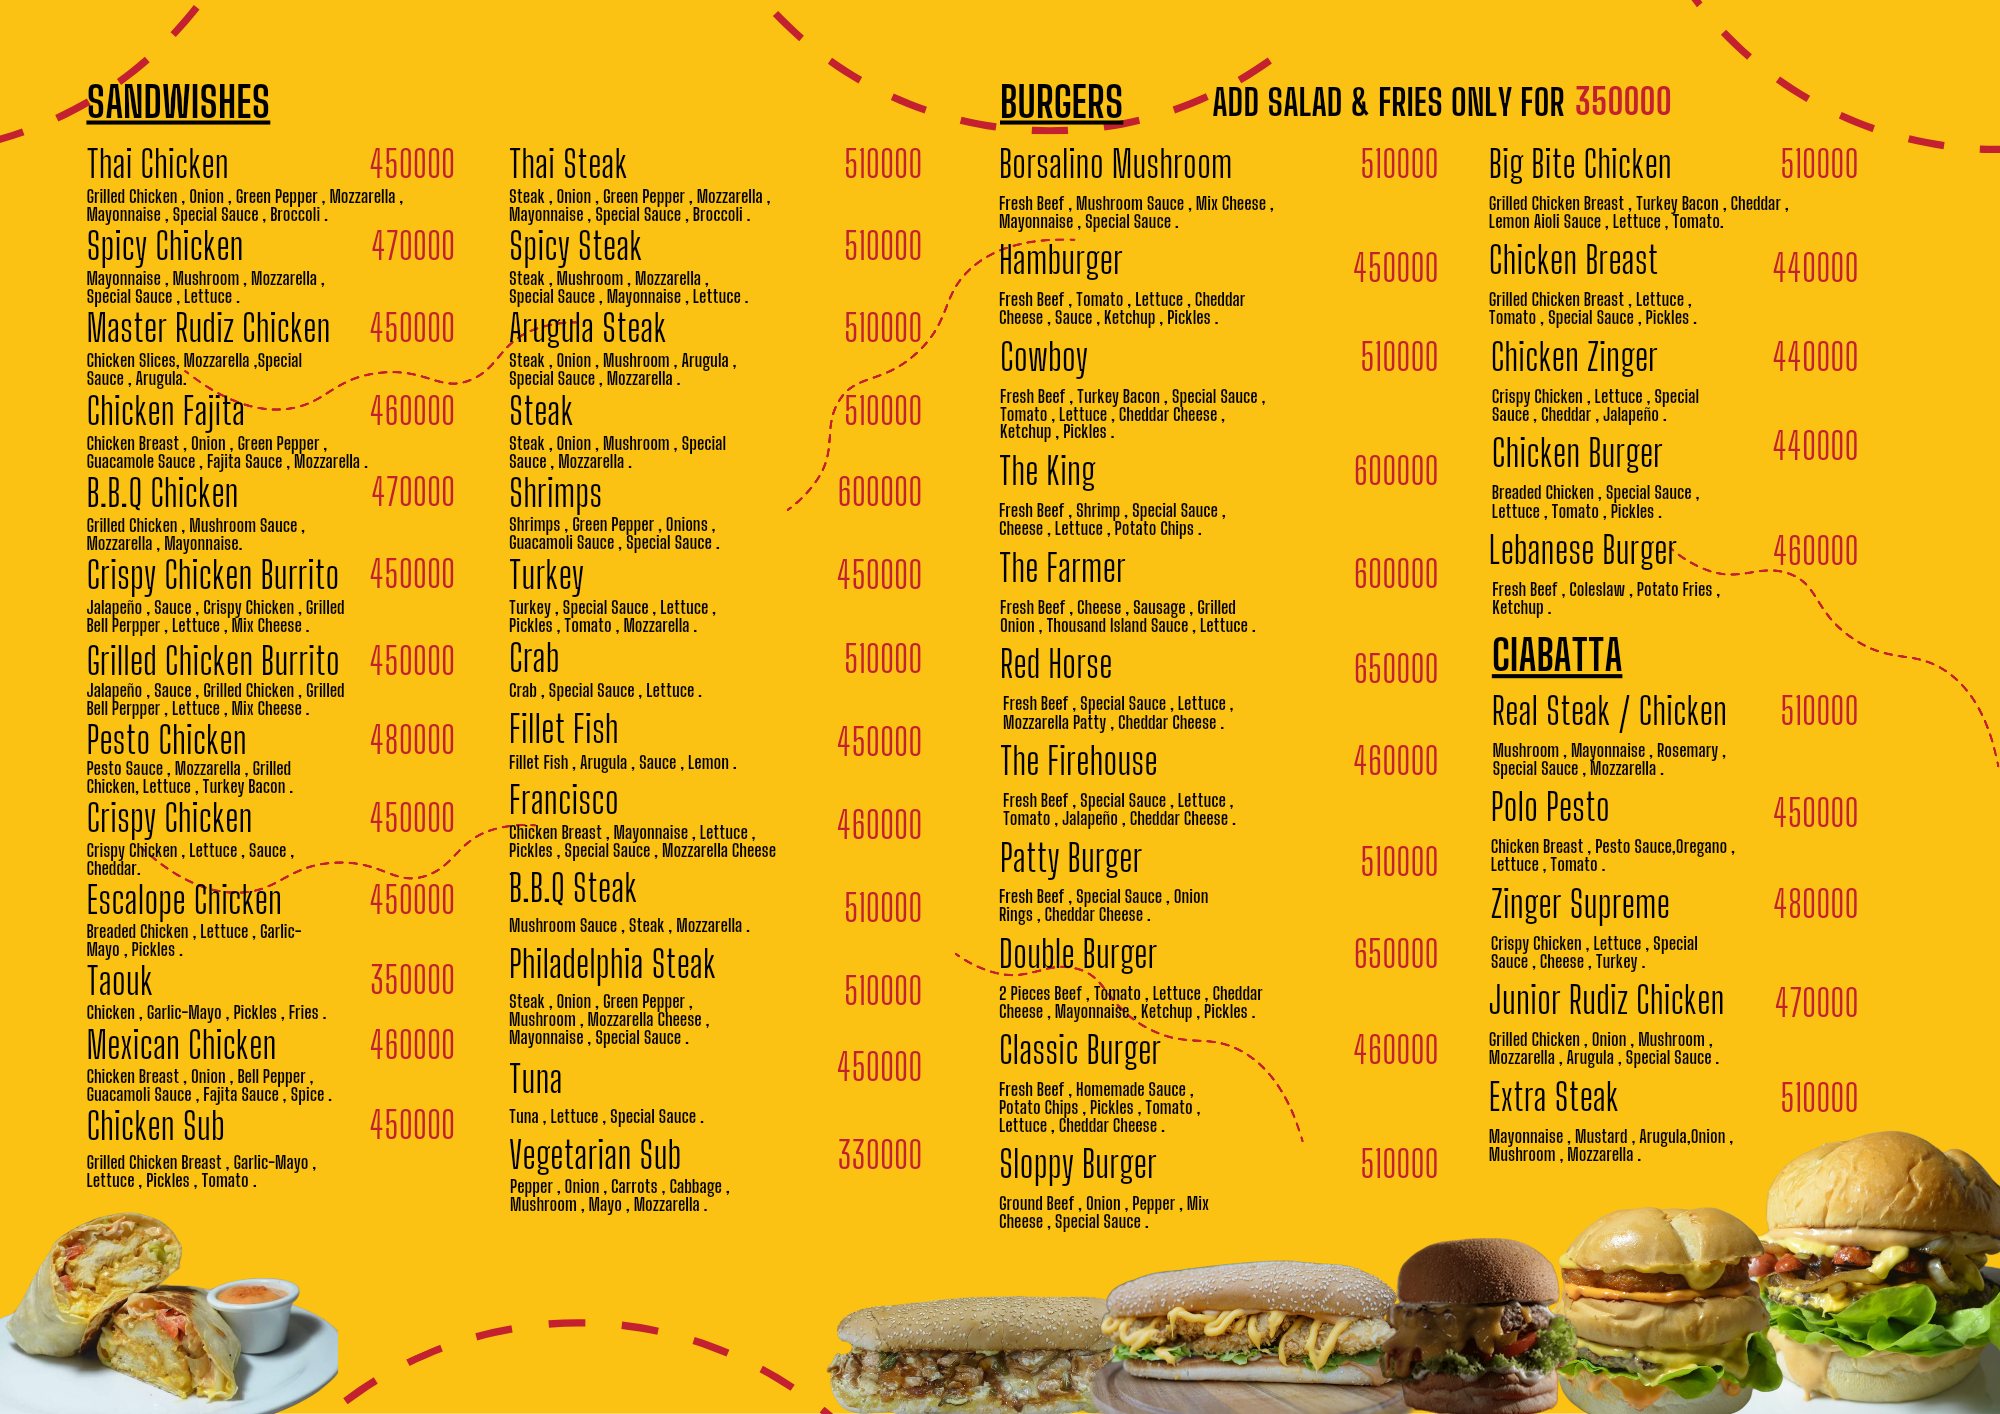 SANDWISHES
Thai Chicken 450000
Grilled Chicken , Onion , Green Pepper , Mozzarella ,
Mayonnaise , Special Sauce , Broccoli .
Spicy Chicken 470000
Mayonnaise , Mushroom , Mozzarella ,
Special Sauce , Lettuce .
Master Rudiz Chicken 450000
Chicken Slices, Mozzarella ,Special
Sauce , Arugula.
Chicken Fajita 460000
Chicken Breast , Onion , Green Pepper ,
Guacamole Sauce , Fajita Sauce , Mozzarella .
B.B.Q Chicken 470000
Grilled Chicken , Mushroom Sauce ,
Mozzarella , Mayonnaise.
Crispy Chicken Burrito 450000
Jalapeño , Sauce , Crispy Chicken , Grilled
Bell Perpper , Lettuce , Mix Cheese .
Grilled Chicken Burrito 450000
Jalapeño , Sauce , Grilled Chicken , Grilled
Bell Perpper , Lettuce , Mix Cheese .
Pesto Chicken 480000
Pesto Sauce , Mozzarella , Grilled
Chicken, Lettuce , Turkey Bacon .
Crispy Chicken 450000
Crispy Chicken , Lettuce , Sauce ,
Cheddar.
Escalope Chicken 450000
Breaded Chicken , Lettuce , Garlic-
Mayo , Pickles .
Taouk 350000
Chicken , Garlic-Mayo , Pickles , Fries .
Mexican Chicken 460000
Chicken Breast , Onion , Bell Pepper ,
Guacamoli Sauce , Fajita Sauce , Spice .
Chicken Sub 450000
Grilled Chicken Breast , Garlic-Mayo ,
Lettuce , Pickles , Tomato .
Thai Steak 510000
Steak , Onion , Green Pepper , Mozzarella ,
Mayonnaise , Special Sauce , Broccoli .
Spicy Steak 510000
Steak , Mushroom , Mozzarella ,
Special Sauce , Mayonnaise , Lettuce .
Arugula Steak 510000
Steak , Onion , Mushroom , Arugula ,
Special Sauce , Mozzarella .
Steak 510000
Steak , Onion , Mushroom , Special
Sauce , Mozzarella .
Shrimps 600000
Shrimps , Green Pepper , Onions ,
Guacamoli Sauce , Special Sauce .
Turkey 450000
Turkey , Special Sauce , Lettuce ,
Pickles , Tomato , Mozzarella .
Crab 510000
Crab , Special Sauce , Lettuce .
Fillet Fish 450000
Fillet Fish , Arugula , Sauce , Lemon .
Francisco 460000
Chicken Breast , Mayonnaise , Lettuce ,
Pickles , Special Sauce , Mozzarella Cheese
B.B.Q Steak 510000
Mushroom Sauce , Steak , Mozzarella .
Philadelphia Steak 510000
Steak , Onion , Green Pepper ,
Mushroom , Mozzarella Cheese ,
Mayonnaise , Special Sauce .
Tuna 450000
Tuna , Lettuce , Special Sauce .
Vegetarian Sub 330000
Pepper , Onion , Carrots , Cabbage ,
Mushroom , Mayo , Mozzarella .
BURGERS ADD SALAD & FRIES ONLY FOR 350000
Borsalino Mushroom 510000
Fresh Beef , Mushroom Sauce , Mix Cheese ,
Mayonnaise , Special Sauce .
Hamburger 450000
Fresh Beef , Tomato , Lettuce , Cheddar
Cheese , Sauce , Ketchup , Pickles .
Cowboy 510000
Fresh Beef , Turkey Bacon , Special Sauce ,
Tomato , Lettuce , Cheddar Cheese ,
Ketchup , Pickles .
The King 600000
Fresh Beef , Shrimp , Special Sauce ,
Cheese , Lettuce , Potato Chips .
The Farmer 600000
Fresh Beef , Cheese , Sausage , Grilled
Onion , Thousand Island Sauce , Lettuce .
Red Horse 650000
Fresh Beef , Special Sauce , Lettuce ,
Mozzarella Patty , Cheddar Cheese .
The Firehouse 460000
Fresh Beef , Special Sauce , Lettuce ,
Tomato , Jalapeño , Cheddar Cheese .
Patty Burger 510000
Fresh Beef , Special Sauce , Onion
Rings , Cheddar Cheese .
Double Burger 650000
2 Pieces Beef , Tomato , Lettuce , Cheddar
Cheese , Mayonnaise , Ketchup , Pickles .
Classic Burger 460000
Fresh Beef , Homemade Sauce ,
Potato Chips , Pickles , Tomato ,
Lettuce , Cheddar Cheese .
Sloppy Burger 510000
Ground Beef , Onion , Pepper , Mix
Cheese , Special Sauce .
Big Bite Chicken 510000
Grilled Chicken Breast , Turkey Bacon , Cheddar ,
Lemon Aioli Sauce , Lettuce , Tomato.
Chicken Breast 440000
Grilled Chicken Breast , Lettuce ,
Tomato , Special Sauce , Pickles .
Chicken Zinger 440000
Crispy Chicken , Lettuce , Special
Sauce , Cheddar , Jalapeño .
Chicken Burger 440000
Breaded Chicken , Special Sauce ,
Lettuce , Tomato , Pickles .
Lebanese Burger 460000
Fresh Beef , Coleslaw , Potato Fries ,
Ketchup .
CIABATTA
Real Steak / Chicken 510000
Mushroom , Mayonnaise , Rosemary ,
Special Sauce , Mozzarella .
Polo Pesto 450000
Chicken Breast , Pesto Sauce,Oregano ,
Lettuce , Tomato .
Zinger Supreme 480000
Crispy Chicken , Lettuce , Special
Sauce , Cheese , Turkey .
Junior Rudiz Chicken 470000
Grilled Chicken , Onion , Mushroom ,
Mozzarella , Arugula , Special Sauce .
Extra Steak 510000
Mayonnaise , Mustard , Arugula,Onion ,
Mushroom , Mozzarella .